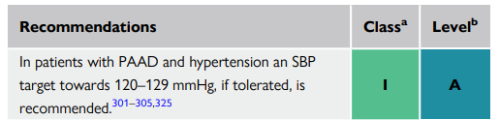 Recommendations Classᵃ Levelᵇ
In patients with PAAD and hypertension an SBP
target towards 120–129 mmHg, if tolerated, is I A
recommended.³⁰¹⁻³⁰⁵,³²⁵